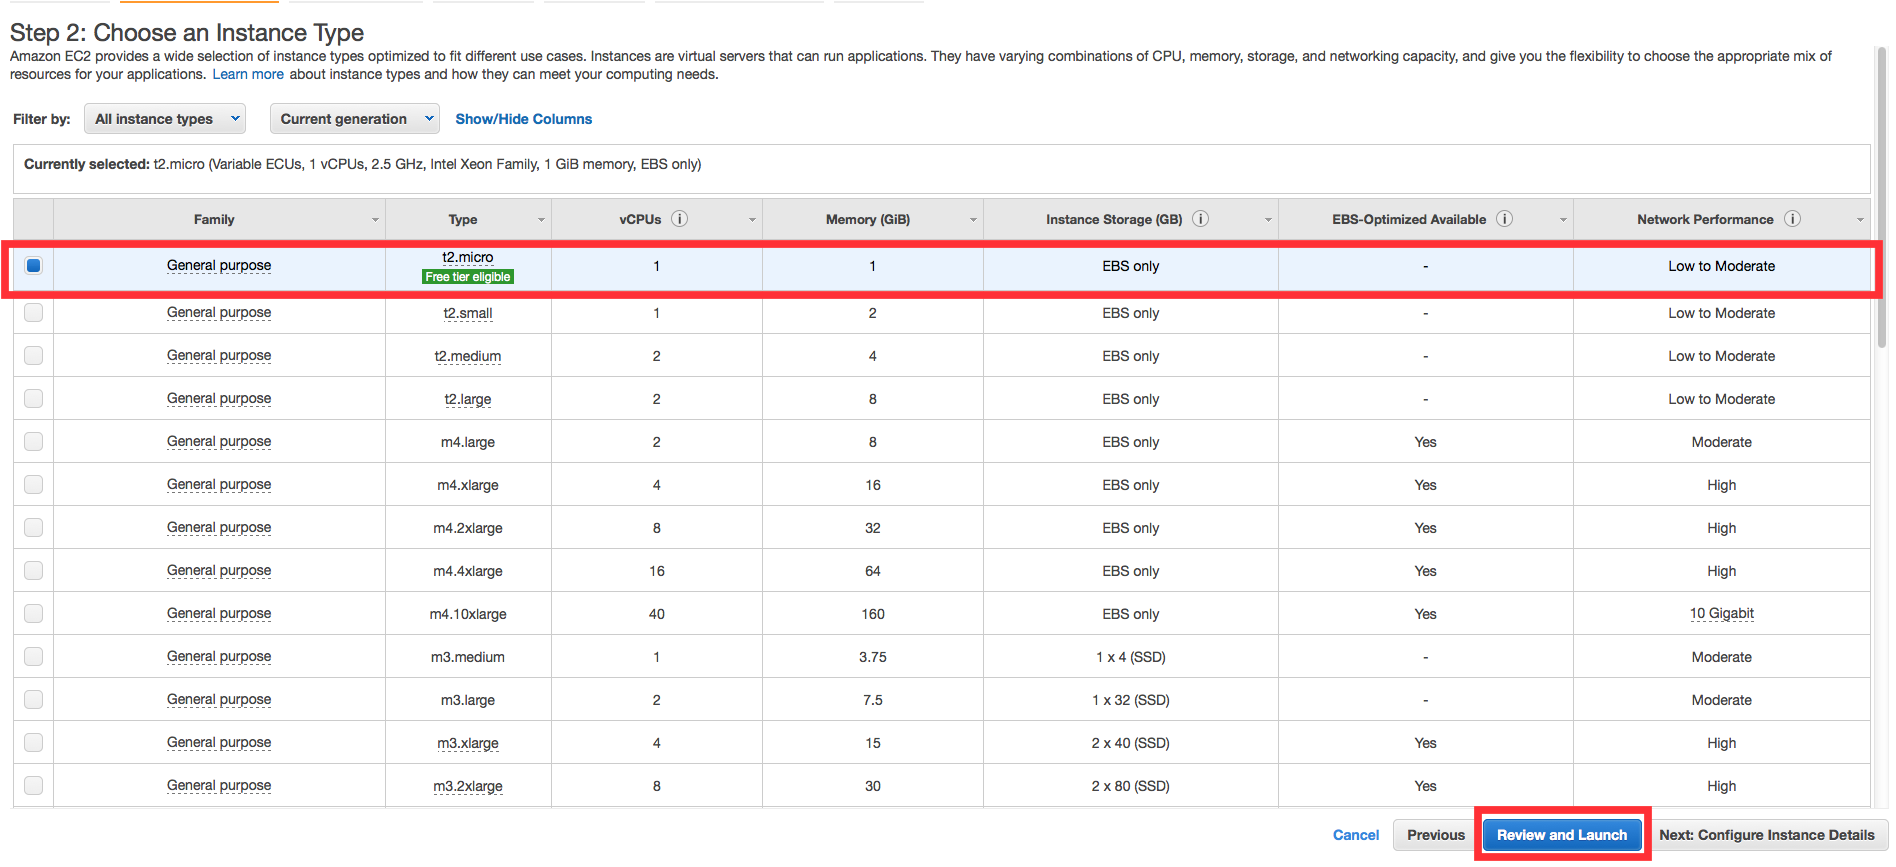 Step 2: Choose an Instance Type
Amazon EC2 provides a wide selection of instance types optimized to fit different use cases. Instances are virtual servers that can run applications. They have varying combinations of CPU, memory, storage, and networking capacity, and give you the flexibility to choose the appropriate mix of
resources for your applications. Learn more about instance types and how they can meet your computing needs.
Filter by: All instance types Current generation Show/Hide Columns
Currently selected: t2.micro (Variable ECUs, 1 vCPUs, 2.5 GHz, Intel Xeon Family, 1 GiB memory, EBS only)
Family Type vCPUs i Memory (GiB) Instance Storage (GB) i EBS-Optimized Available i Network Performance i
General purpose t2.micro 1 1 EBS only - Low to Moderate
Free tier eligible
General purpose t2.small 1 2 EBS only - Low to Moderate
General purpose t2.medium 2 4 EBS only - Low to Moderate
General purpose t2.large 2 8 EBS only - Low to Moderate
General purpose m4.large 2 8 EBS only Yes Moderate
General purpose m4.xlarge 4 16 EBS only Yes High
General purpose m4.2xlarge 8 32 EBS only Yes High
General purpose m4.4xlarge 16 64 EBS only Yes High
General purpose m4.10xlarge 40 160 EBS only Yes 10 Gigabit
General purpose m3.medium 1 3.75 1 x 4 (SSD) - Moderate
General purpose m3.large 2 7.5 1 x 32 (SSD) - Moderate
General purpose m3.xlarge 4 15 2 x 40 (SSD) Yes High
General purpose m3.2xlarge 8 30 2 x 80 (SSD) Yes High
Cancel Previous Review and Launch Next: Configure Instance Details